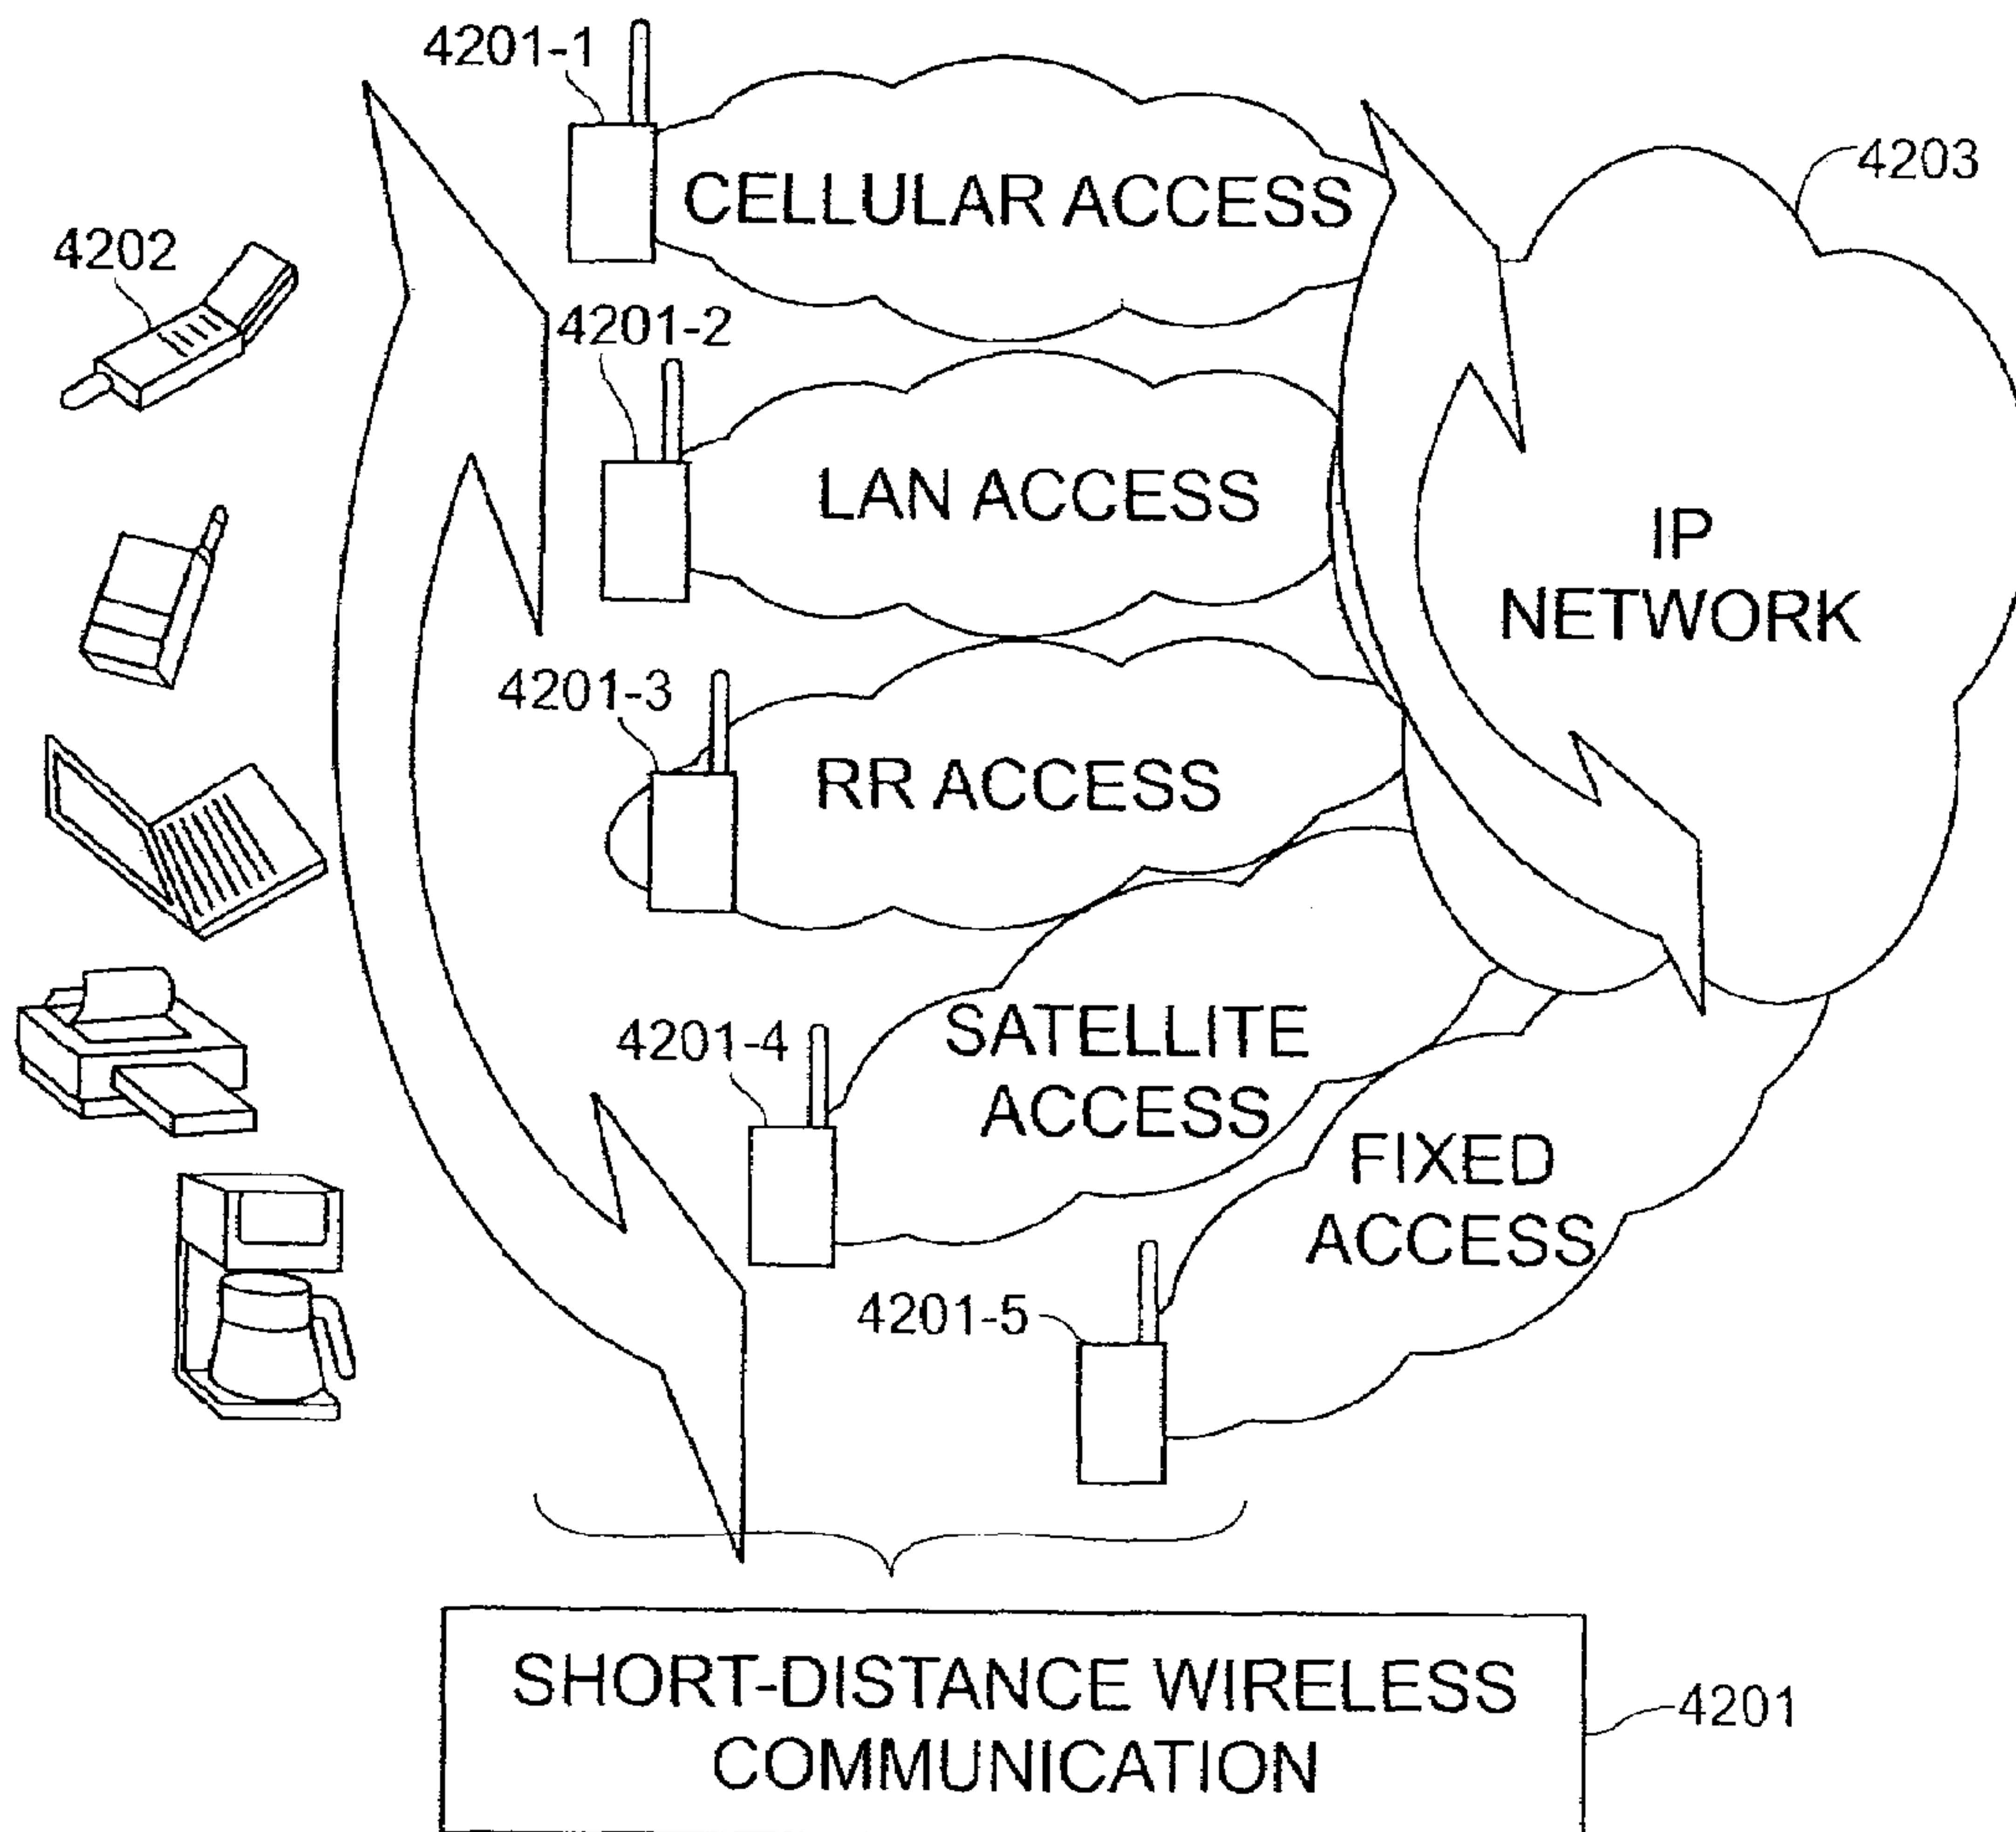 4201-1
CELLULAR ACCESS
4203
4202
4201-2
LAN ACCESS
IP
NETWORK
4201-3
RR ACCESS
4201-4
SATELLITE
ACCESS
FIXED
ACCESS
4201-5
SHORT-DISTANCE WIRELESS
COMMUNICATION
4201